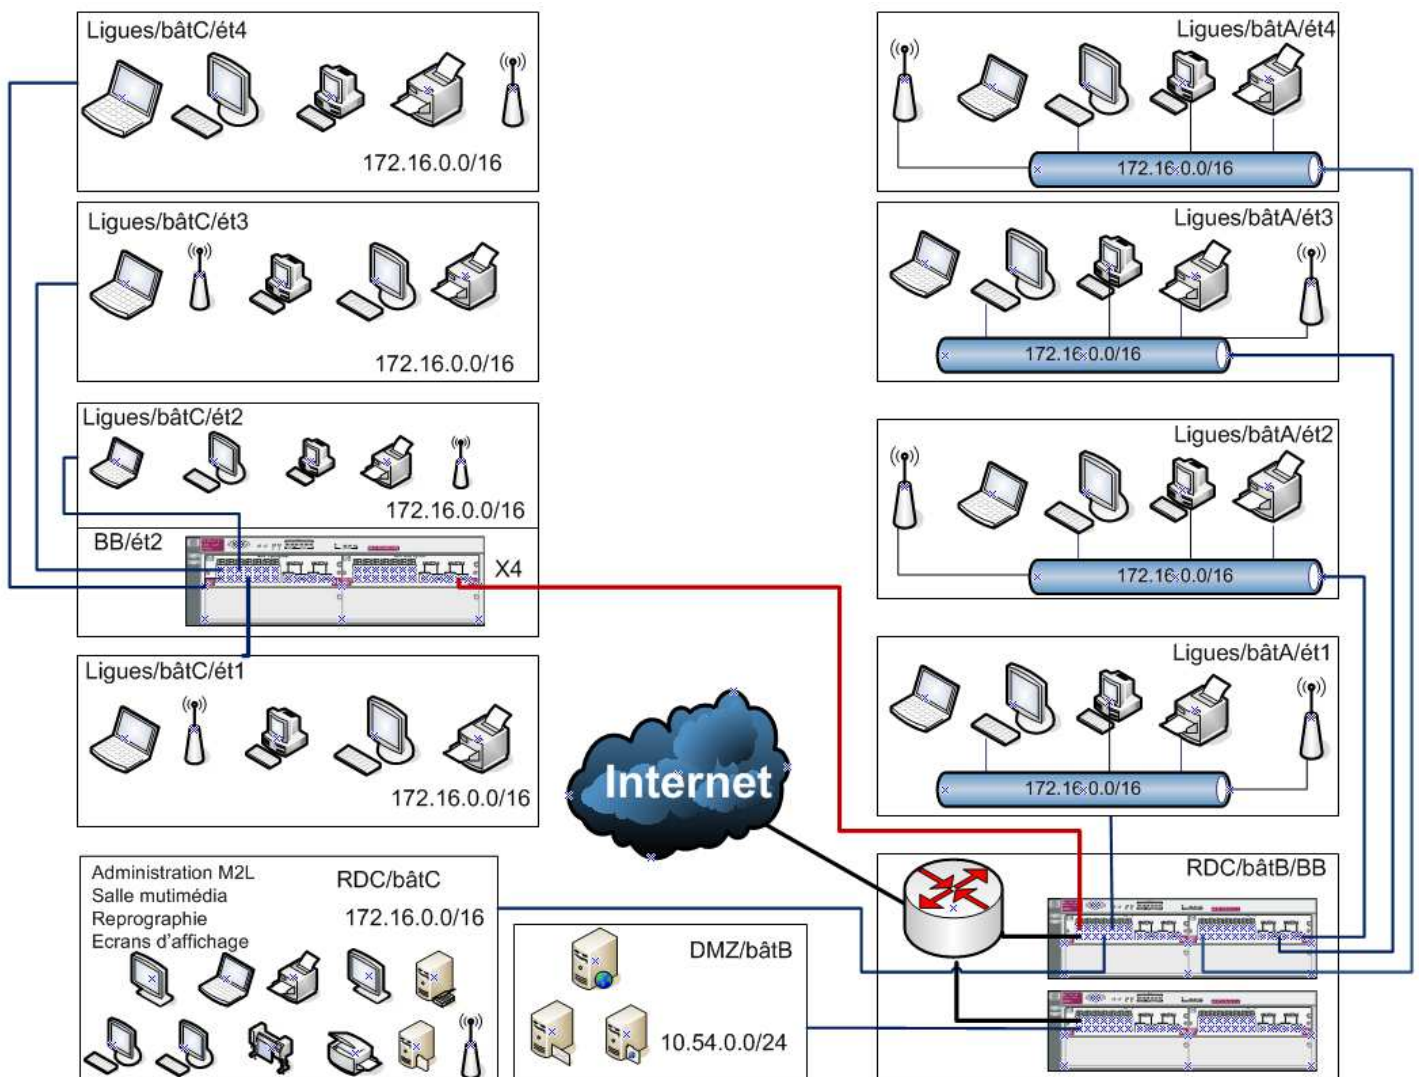 Ligues/bâtC/ét4
172.16.0.0/16
Ligues/bâtC/ét3
172.16.0.0/16
Ligues/bâtC/ét2
172.16.0.0/16
BB/ét2
X4
Ligues/bâtC/ét1
172.16.0.0/16
Administration M2L
Salle mutimédia
Reprographie
Ecrans d'affichage
RDC/bâtC
172.16.0.0/16
Internet
DMZ/bâtB
10.54.0.0/24
Ligues/bâtA/ét4
172.16.0.0/16
Ligues/bâtA/ét3
172.16.0.0/16
Ligues/bâtA/ét2
172.16.0.0/16
Ligues/bâtA/ét1
172.16.0.0/16
RDC/bâtB/BB